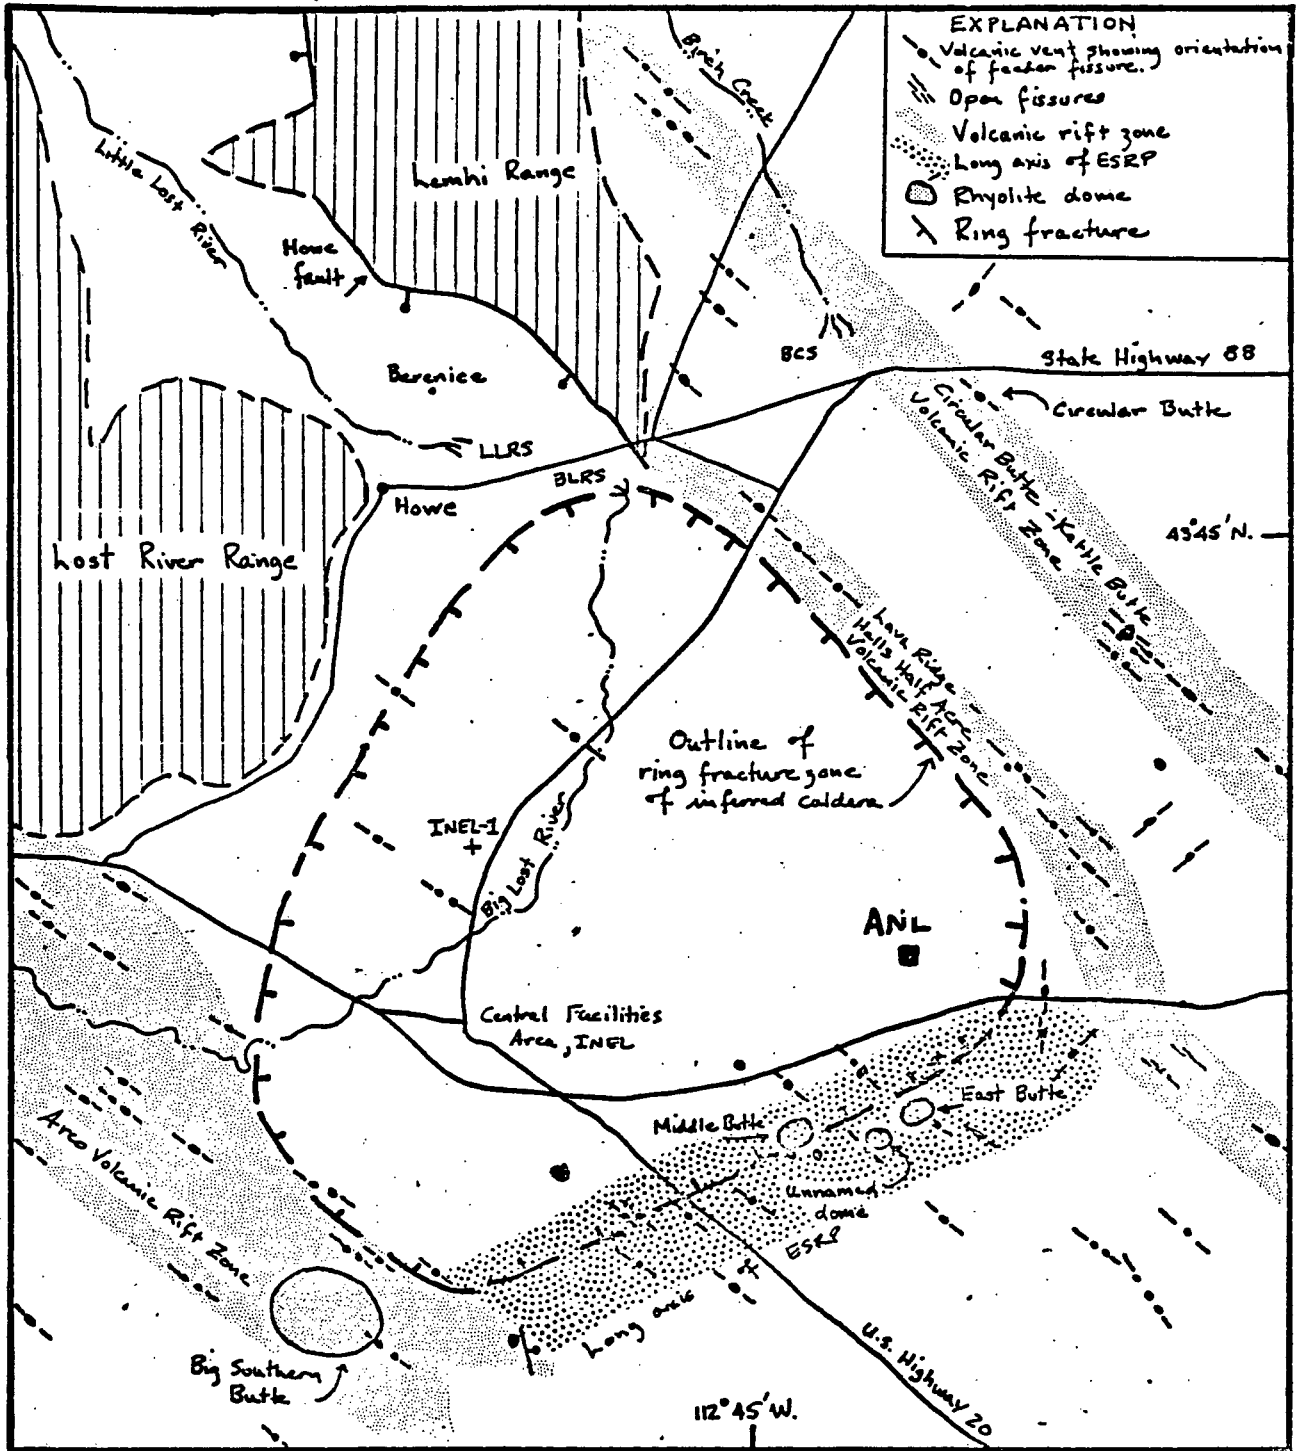 EXPLANATION
Volcanic vent showing orientation
of feeder fissure.
Open fissures
Volcanic rift zone
Long axis of ESRP
Rhyolite dome
Ring fracture
Birch Creek
Little Lost
River
Lemhi Range
Howe
fault
BCS
State Highway 88
Berenice
Circular Butte
LLRS
BLRS
Howe
Circular Butte - Kettle Butte
Volcanic Rift
Zone
43°45'N.
Lost River Range
Lava Ridge
Hells Half Acre
Volcanic Rift Zone
Outline of
ring fracture zone
of inferred caldera
INEL-1
Big Lost River
ANL
Central Facilities
Area, INEL
East Butte
Middle Butte
Unnamed
dome
Arco Volcanic Rift Zone
Long axis of ESRP
Big Southern
Butte
U.S. Highway 20
112°45'W.